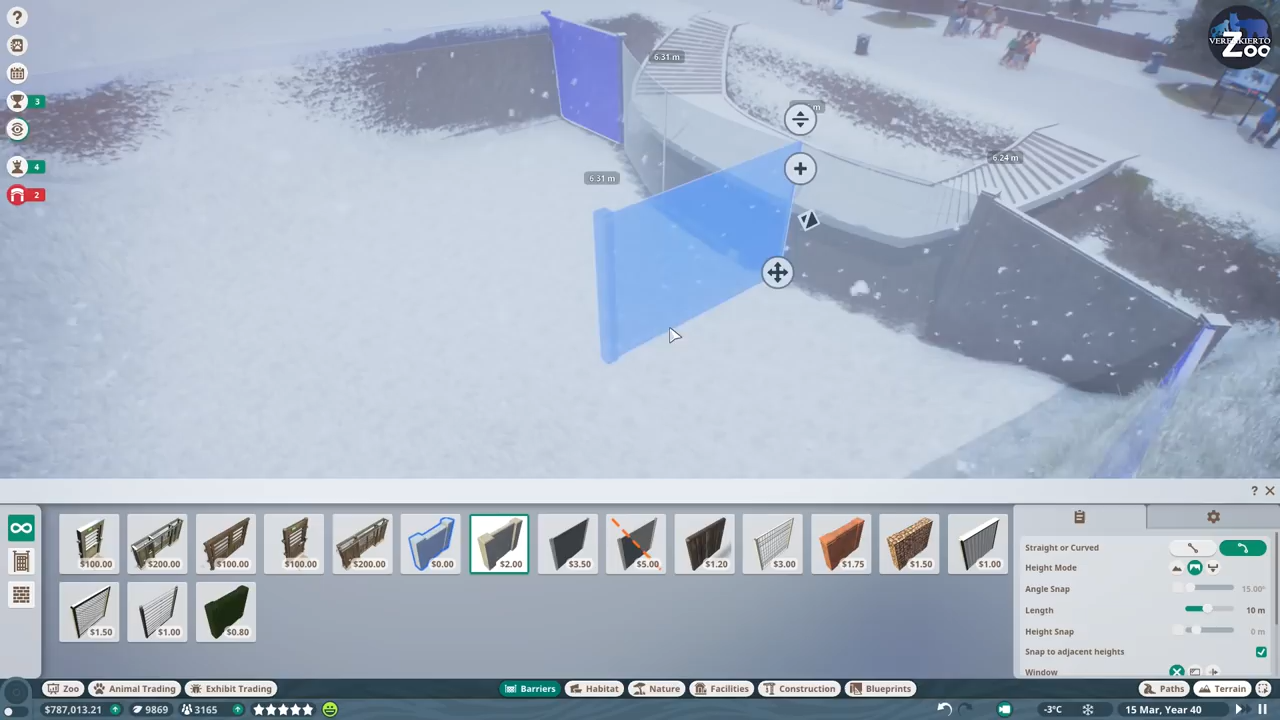 ?
VEREKKIERTO
Zoo
6.31 m
m
6.24 m
6.31 m
3
4
2
?
$100.00
$200.00
$100.00
$100.00
$200.00
$0.00
$2.00
$3.50
$5.00
$1.20
$3.00
$1.75
$1.50
$1.00
$1.50
$1.00
$0.80
Straight or Curved
Height Mode
Angle Snap
15.00°
Length
10 m
Height Snap
0 m
Snap to adjacent heights
Window
Zoo
Animal Trading
Exhibit Trading
Barriers
Habitat
Nature
Facilities
Construction
Blueprints
Paths
Terrain
$787,013.21
9869
3165
-3°C
15 Mar, Year 40